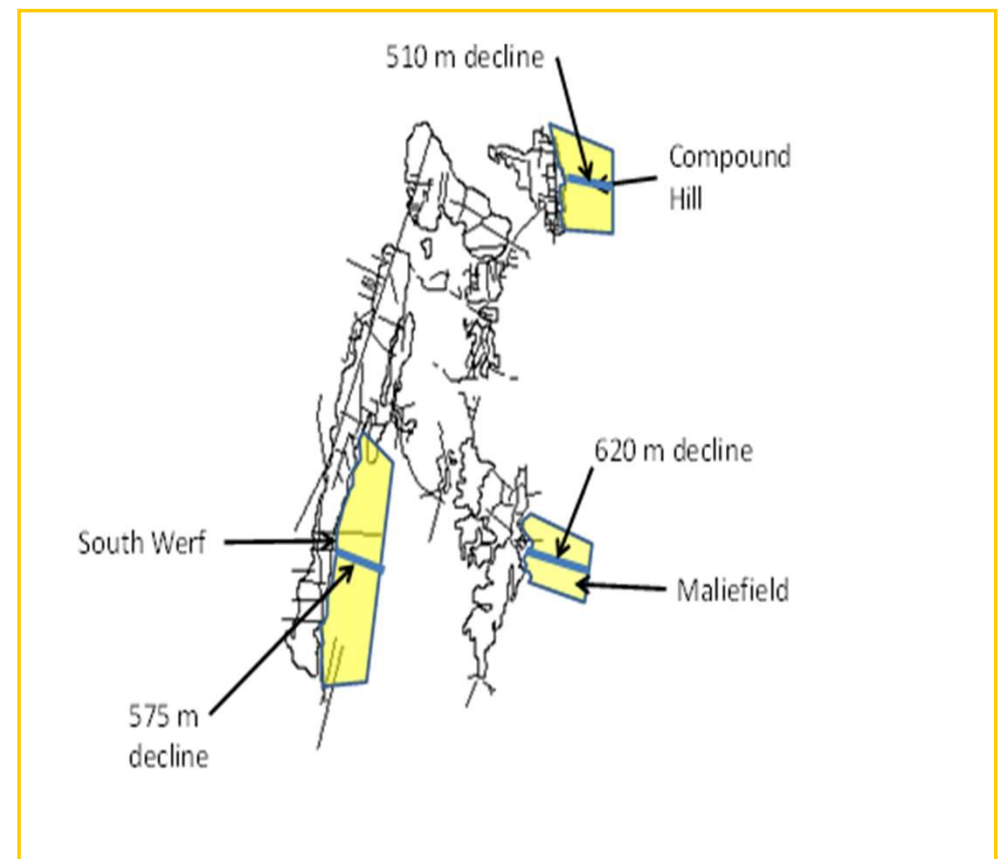 510 m decline
Compound
Hill
620 m decline
South Werf
Maliefield
575 m
decline